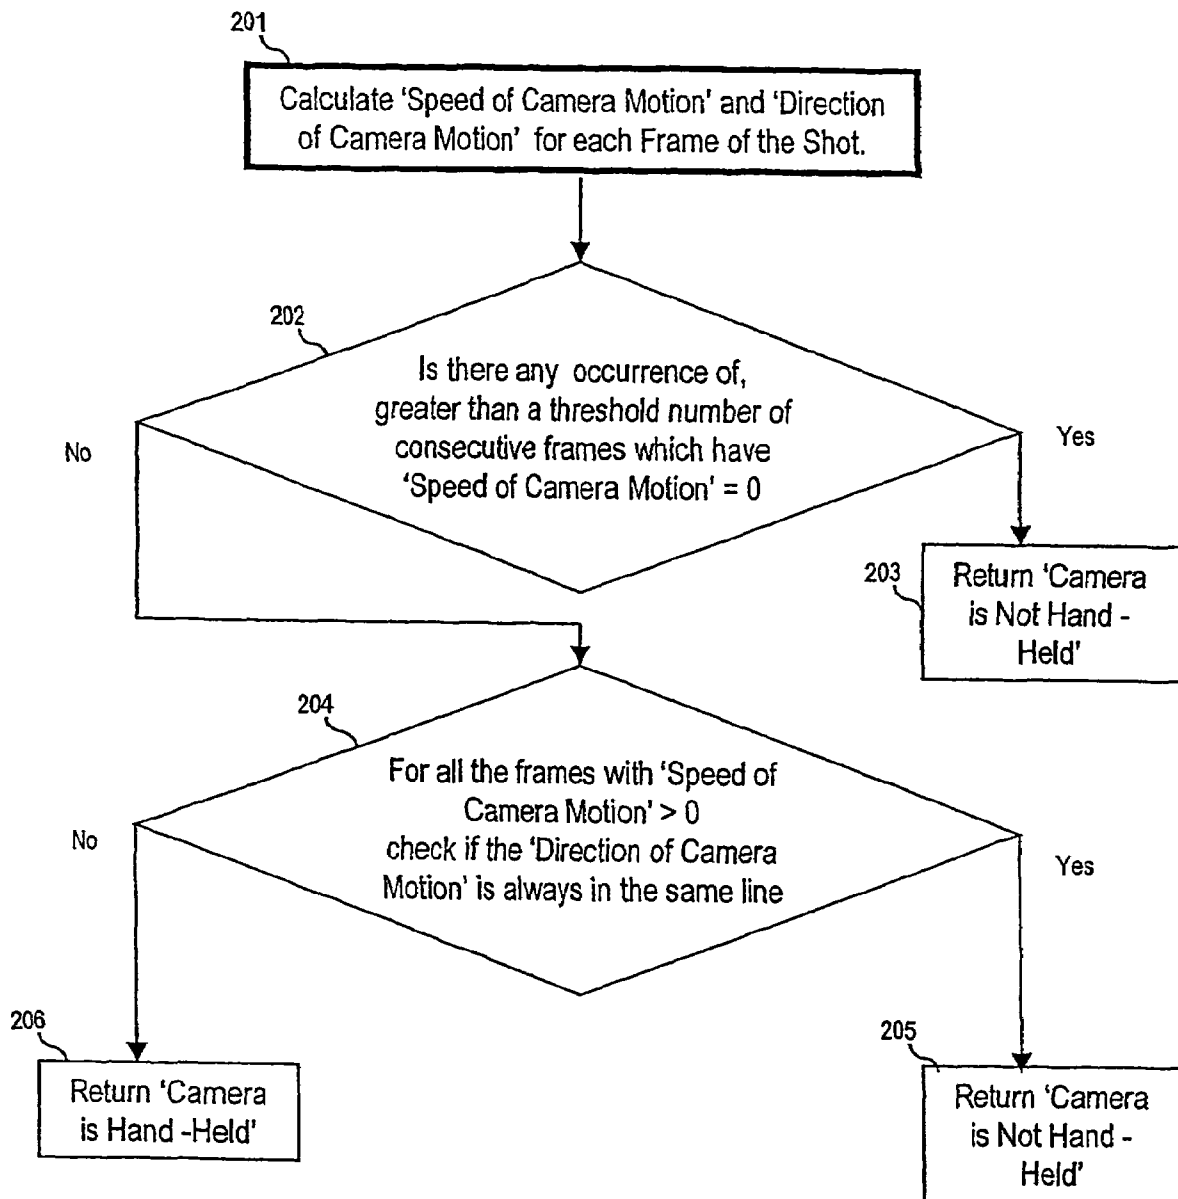 201
Calculate ‘Speed of Camera Motion’ and ‘Direction
of Camera Motion’ for each Frame of the Shot.
202
Is there any occurrence of,
greater than a threshold number of
consecutive frames which have
‘Speed of Camera Motion’ = 0
No
Yes
203
Return ‘Camera
is Not Hand -
Held’
204
For all the frames with ‘Speed of
Camera Motion’ > 0
check if the ‘Direction of Camera
Motion’ is always in the same line
No
Yes
206
Return ‘Camera
is Hand -Held’
205
Return ‘Camera
is Not Hand -
Held’